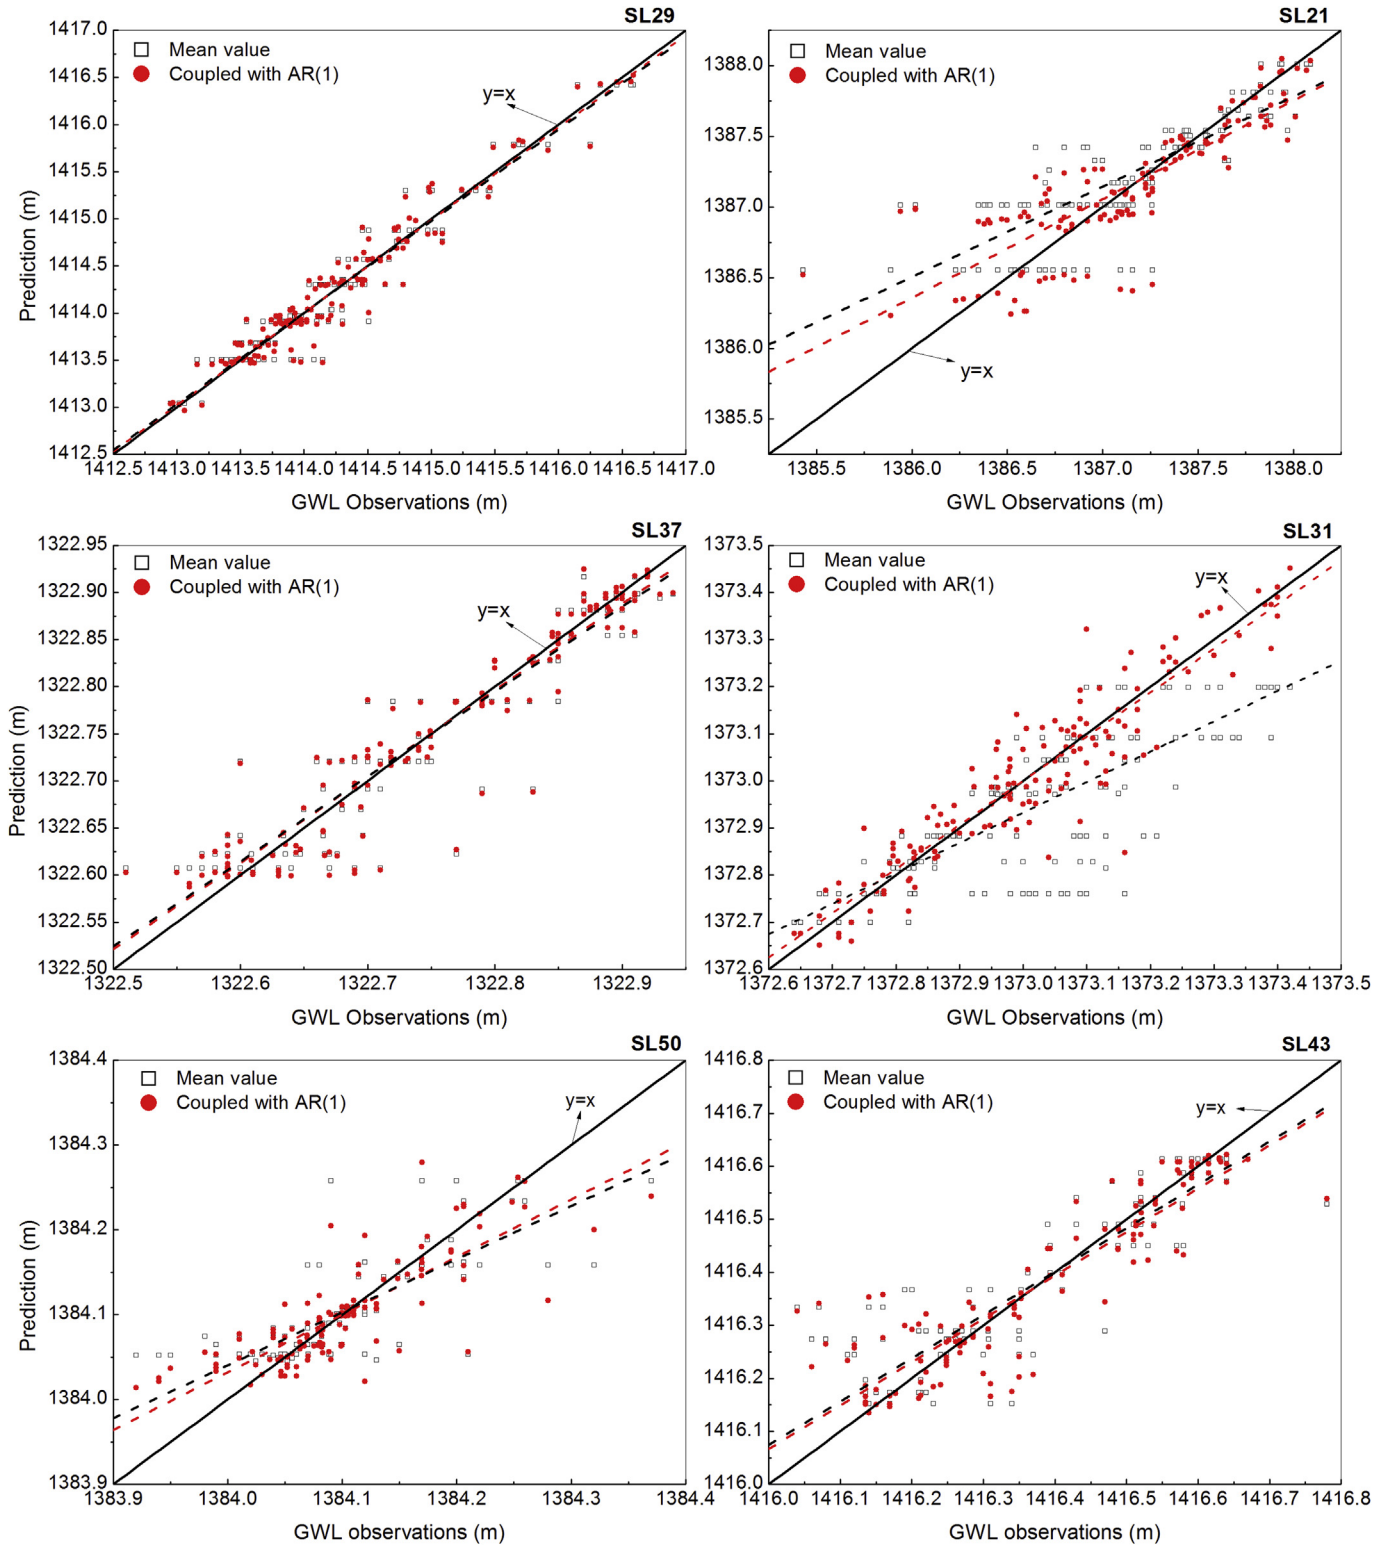 SL29
Mean value
Coupled with AR(1)
y=x
Prediction (m)
1417.0
1416.5
1416.0
1415.5
1415.0
1414.5
1414.0
1413.5
1413.0
1412.5
1412.5 1413.0 1413.5 1414.0 1414.5 1415.0 1415.5 1416.0 1416.5 1417.0
GWL Observations (m)
SL21
Mean value
Coupled with AR(1)
y=x
1388.0
1387.5
1387.0
1386.5
1386.0
1385.5
1385.5 1386.0 1386.5 1387.0 1387.5 1388.0
GWL Observations (m)
SL37
Mean value
Coupled with AR(1)
y=x
Prediction (m)
1322.95
1322.90
1322.85
1322.80
1322.75
1322.70
1322.65
1322.60
1322.55
1322.50
1322.5 1322.6 1322.7 1322.8 1322.9
GWL Observations (m)
SL31
Mean value
Coupled with AR(1)
y=x
1373.5
1373.4
1373.3
1373.2
1373.1
1373.0
1372.9
1372.8
1372.7
1372.6
1372.6 1372.7 1372.8 1372.9 1373.0 1373.1 1373.2 1373.3 1373.4 1373.5
GWL Observations (m)
SL50
Mean value
Coupled with AR(1)
y=x
Prediction (m)
1384.4
1384.3
1384.2
1384.1
1384.0
1383.9
1383.9 1384.0 1384.1 1384.2 1384.3 1384.4
GWL observations (m)
SL43
Mean value
Coupled with AR(1)
y=x
1416.8
1416.7
1416.6
1416.5
1416.4
1416.3
1416.2
1416.1
1416.0
1416.0 1416.1 1416.2 1416.3 1416.4 1416.5 1416.6 1416.7 1416.8
GWL observations (m)